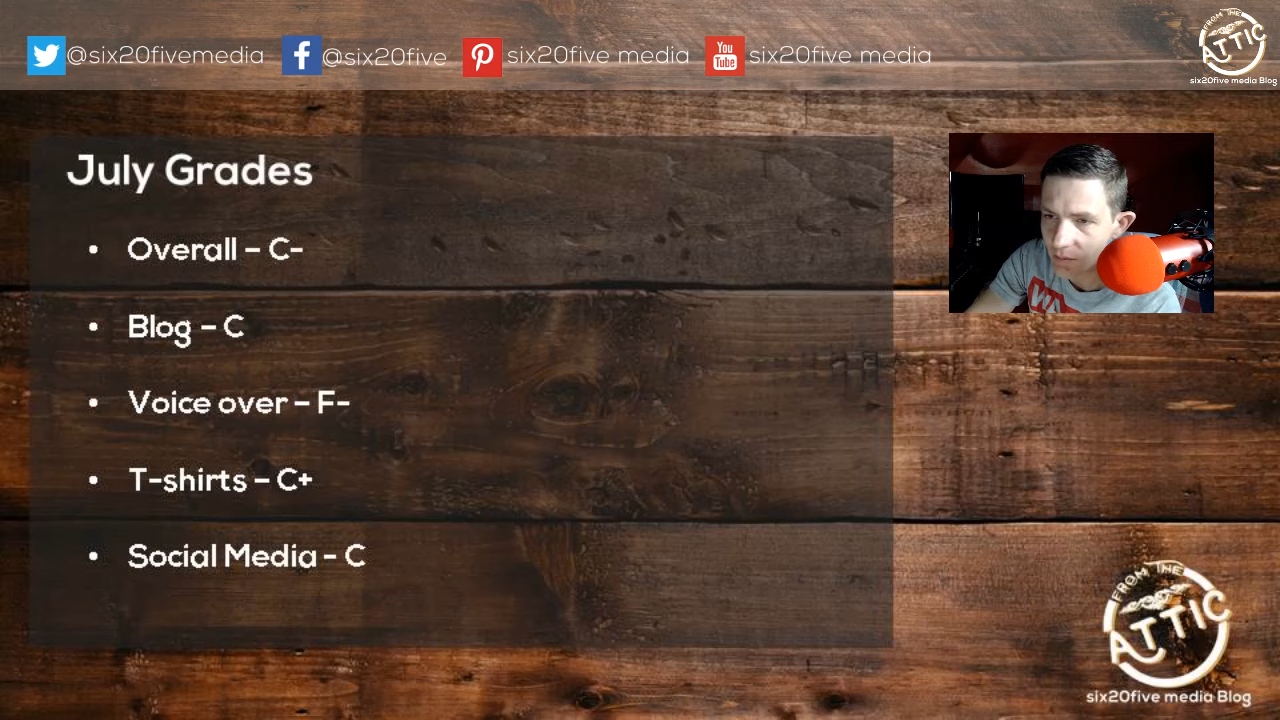 @six20fivemedia
@six20five
six20five media
You
Tube
six20five media
FROM THE
ATTIC
six20five media Blog
July Grades
• Overall – C-
• Blog – C
• Voice over – F-
• T-shirts – C+
• Social Media - C
FROM THE
ATTIC
six20five media Blog